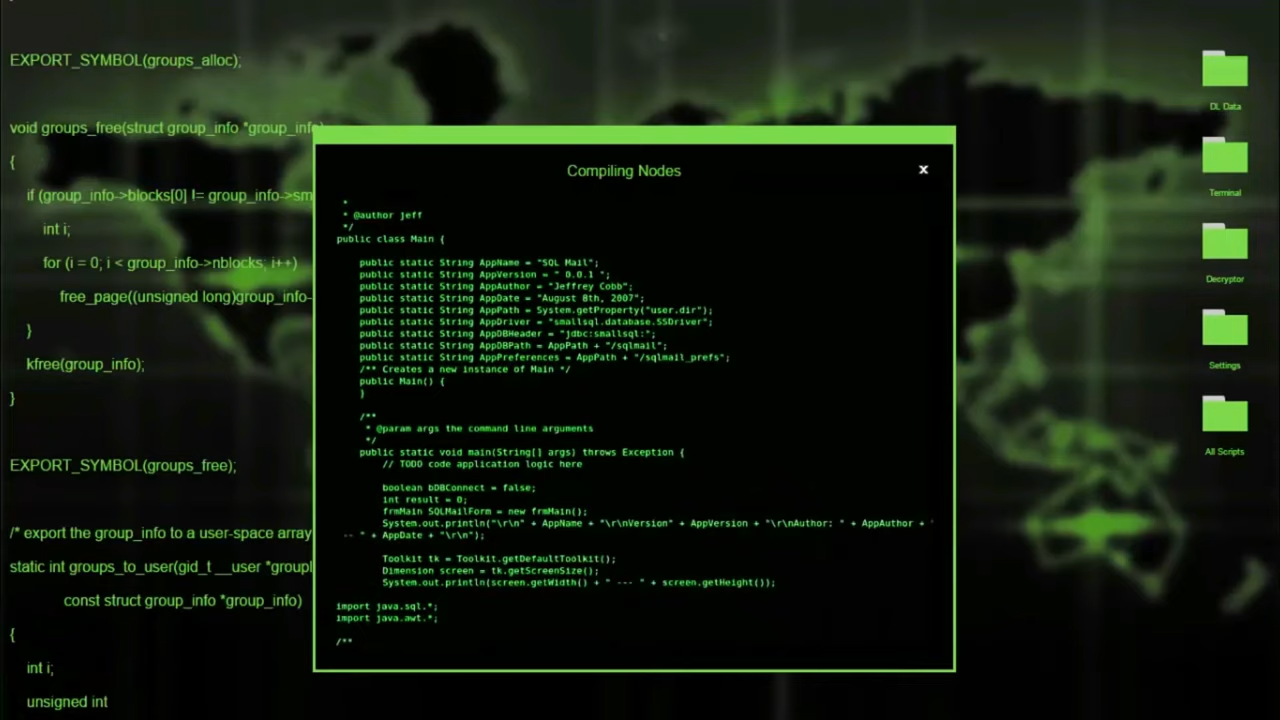 }
EXPORT_SYMBOL(groups_alloc);
void groups_free(struct group_info *group_info)
{
if (group_info->blocks[0] != group_info->sm
int i;
for (i = 0; i < group_info->nblocks; i++)
free_page((unsigned long)group_info-
}
kfree(group_info);
}
EXPORT_SYMBOL(groups_free);
/* export the group_info to a user-space array
static int groups_to_user(gid_t __user *groupl
const struct group_info *group_info)
{
int i;
unsigned int
Compiling Nodes
x
*
* @author jeff
*/
public class Main {
public static String AppName = "SQL Mail";
public static String AppVersion = " 0.0.1 ";
public static String AppAuthor = "Jeffrey Cobb";
public static String AppDate = "August 8th, 2007";
public static String AppPath = System.getProperty("user.dir");
public static String AppDriver = "smallsql.database.SSDriver";
public static String AppDBHeader = "jdbc:smallsql:";
public static String AppDBPath = AppPath + "/sqlmail";
public static String AppPreferences = AppPath + "/sqlmail_prefs";
/** Creates a new instance of Main */
public Main() {
}
/**
* @param args the command line arguments
*/
public static void main(String[] args) throws Exception {
// TODO code application logic here
boolean bDBConnect = false;
int result = 0;
frmMain SQLMailForm = new frmMain();
System.out.println("\r\n" + AppName + "\r\nVersion" + AppVersion + "\r\nAuthor: " + AppAuthor + "
-- " + AppDate + "\r\n");
Toolkit tk = Toolkit.getDefaultToolkit();
Dimension screen = tk.getScreenSize();
System.out.println(screen.getWidth() + " --- " + screen.getHeight());
import java.sql.*;
import java.awt.*;
/**
DL Data
Terminal
Decryptor
Settings
All Scripts